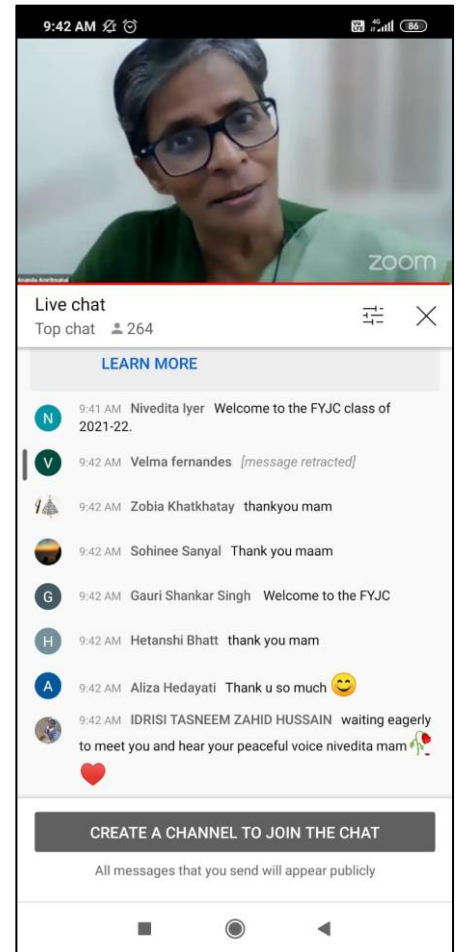 9:42 AM
Vo LTE 4G 86
Ananda Amritmahal
zoom
Live chat
Top chat 264
LEARN MORE
N 9:41 AM Nivedita Iyer Welcome to the FYJC class of
2021-22.
V 9:42 AM Velma fernandes [message retracted]
9:42 AM Zobia Khatkhatay thankyou mam
9:42 AM Sohinee Sanyal Thank you maam
G 9:42 AM Gauri Shankar Singh Welcome to the FYJC
H 9:42 AM Hetanshi Bhatt thank you mam
A 9:42 AM Aliza Hedayati Thank u so much 😊
9:42 AM IDRISI TASNEEM ZAHID HUSSAIN waiting eagerly
to meet you and hear your peaceful voice nivedita mam 🥀
❤️
CREATE A CHANNEL TO JOIN THE CHAT
All messages that you send will appear publicly